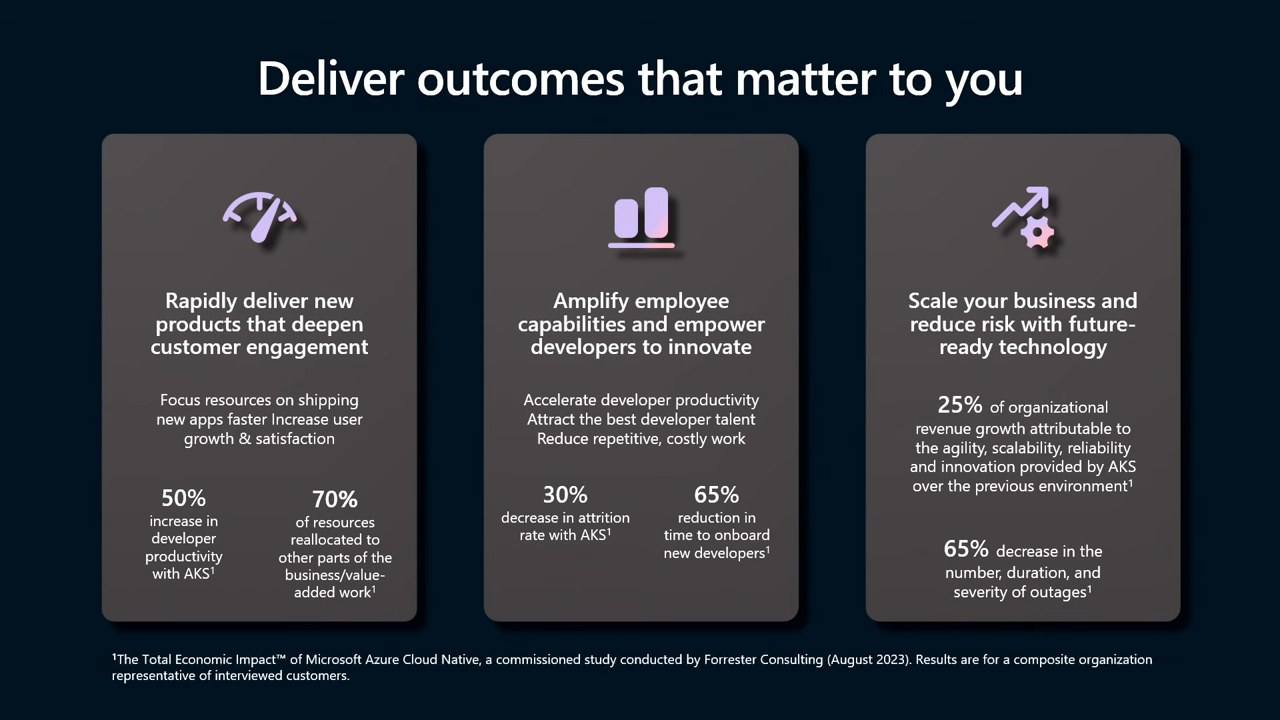 Deliver outcomes that matter to you
Rapidly deliver new
products that deepen
customer engagement
Focus resources on shipping
new apps faster Increase user
growth & satisfaction
50%
increase in
developer
productivity
with AKS¹
70%
of resources
reallocated to
other parts of the
business/value-
added work¹
Amplify employee
capabilities and empower
developers to innovate
Accelerate developer productivity
Attract the best developer talent
Reduce repetitive, costly work
30%
decrease in attrition
rate with AKS¹
65%
reduction in
time to onboard
new developers¹
Scale your business and
reduce risk with future-
ready technology
25% of organizational
revenue growth attributable to
the agility, scalability, reliability
and innovation provided by AKS
over the previous environment¹
65% decrease in the
number, duration, and
severity of outages¹
¹The Total Economic Impact™ of Microsoft Azure Cloud Native, a commissioned study conducted by Forrester Consulting (August 2023). Results are for a composite organization
representative of interviewed customers.